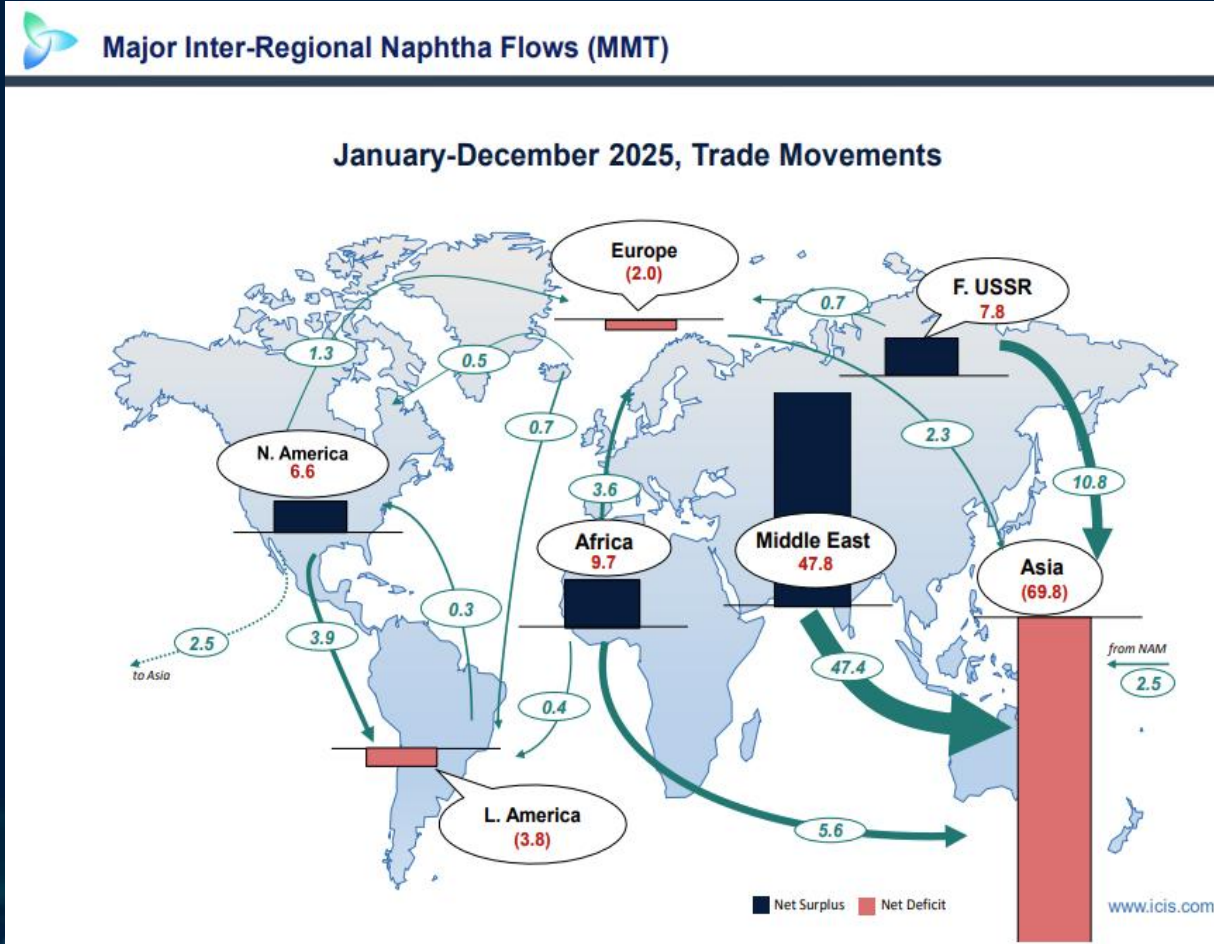 Major Inter-Regional Naphtha Flows (MMT)
January-December 2025, Trade Movements
Europe
(2.0)
F. USSR
7.8
0.7
1.3
0.5
0.7
2.3
N. America
6.6
3.6
10.8
Africa
9.7
Middle East
47.8
Asia
(69.8)
0.3
3.9
2.5
to Asia
47.4
from NAM
2.5
0.4
L. America
(3.8)
5.6
Net Surplus
Net Deficit
www.icis.com